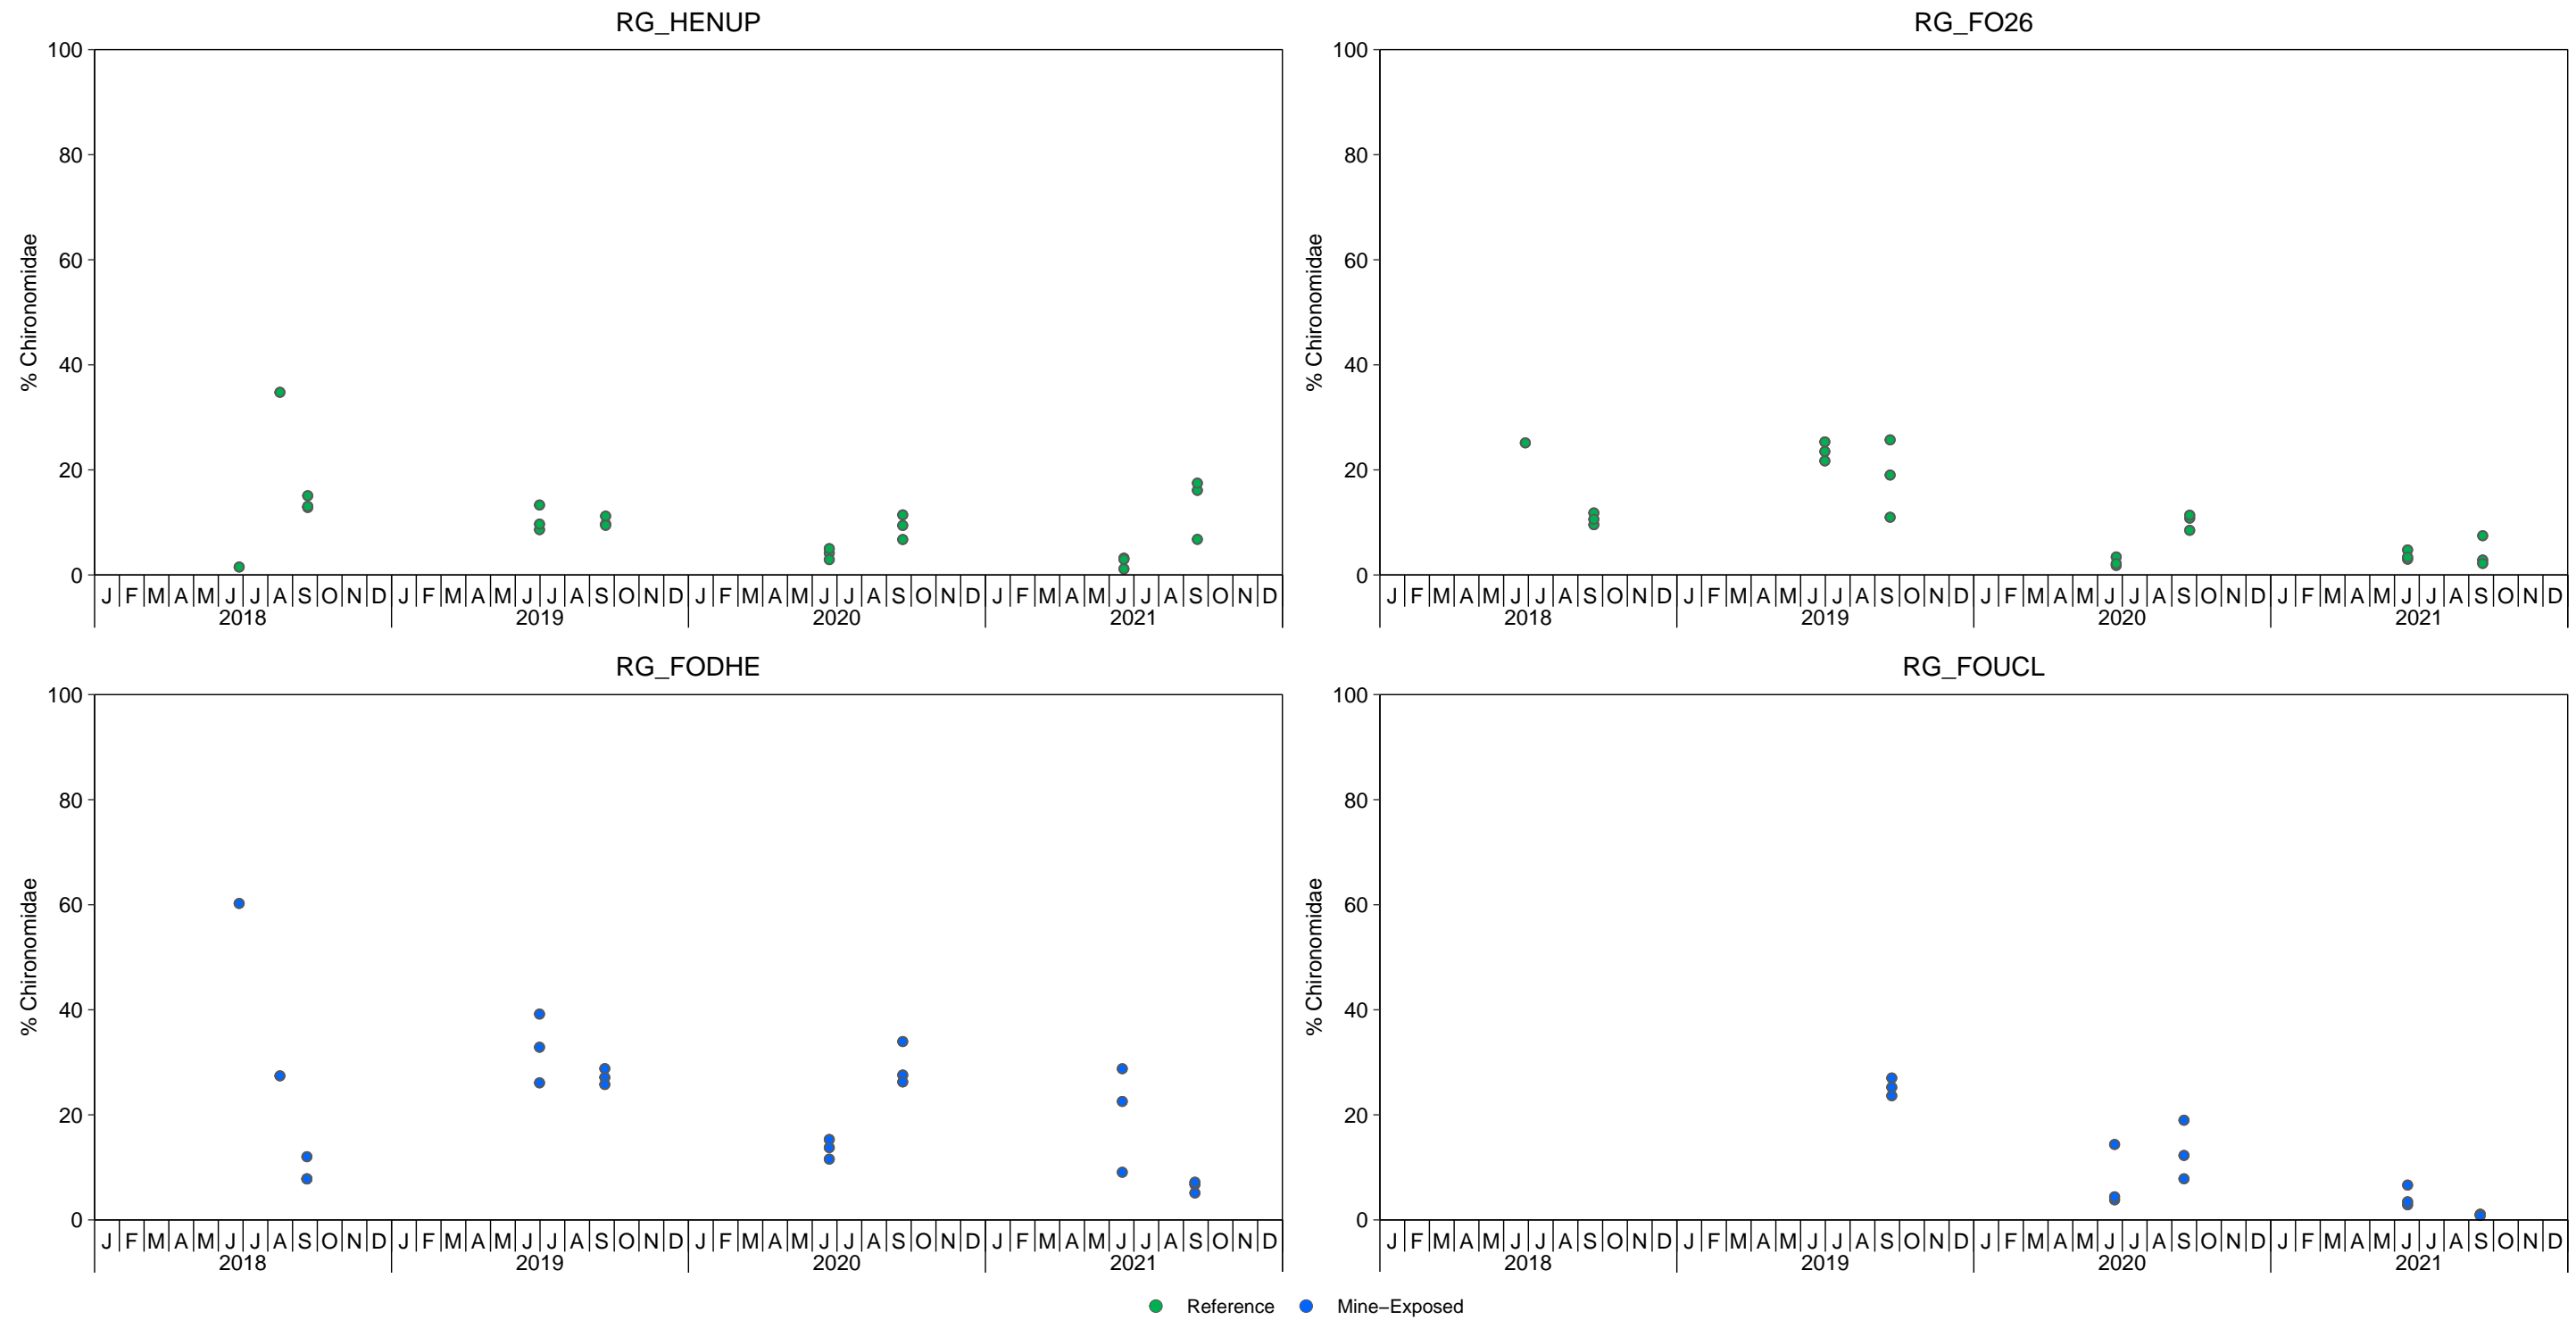 RG_HENUP
100
80
60
40
20
0
% Chironomidae
J F M A M J J A S O N D J F M A M J J A S O N D J F M A M J J A S O N D J F M A M J J A S O N D
2018 2019 2020 2021
RG_FO26
100
80
60
40
20
0
% Chironomidae
J F M A M J J A S O N D J F M A M J J A S O N D J F M A M J J A S O N D J F M A M J J A S O N D
2018 2019 2020 2021
RG_FODHE
100
80
60
40
20
0
% Chironomidae
J F M A M J J A S O N D J F M A M J J A S O N D J F M A M J J A S O N D J F M A M J J A S O N D
2018 2019 2020 2021
RG_FOUCL
100
80
60
40
20
0
% Chironomidae
J F M A M J J A S O N D J F M A M J J A S O N D J F M A M J J A S O N D J F M A M J J A S O N D
2018 2019 2020 2021
Reference Mine−Exposed